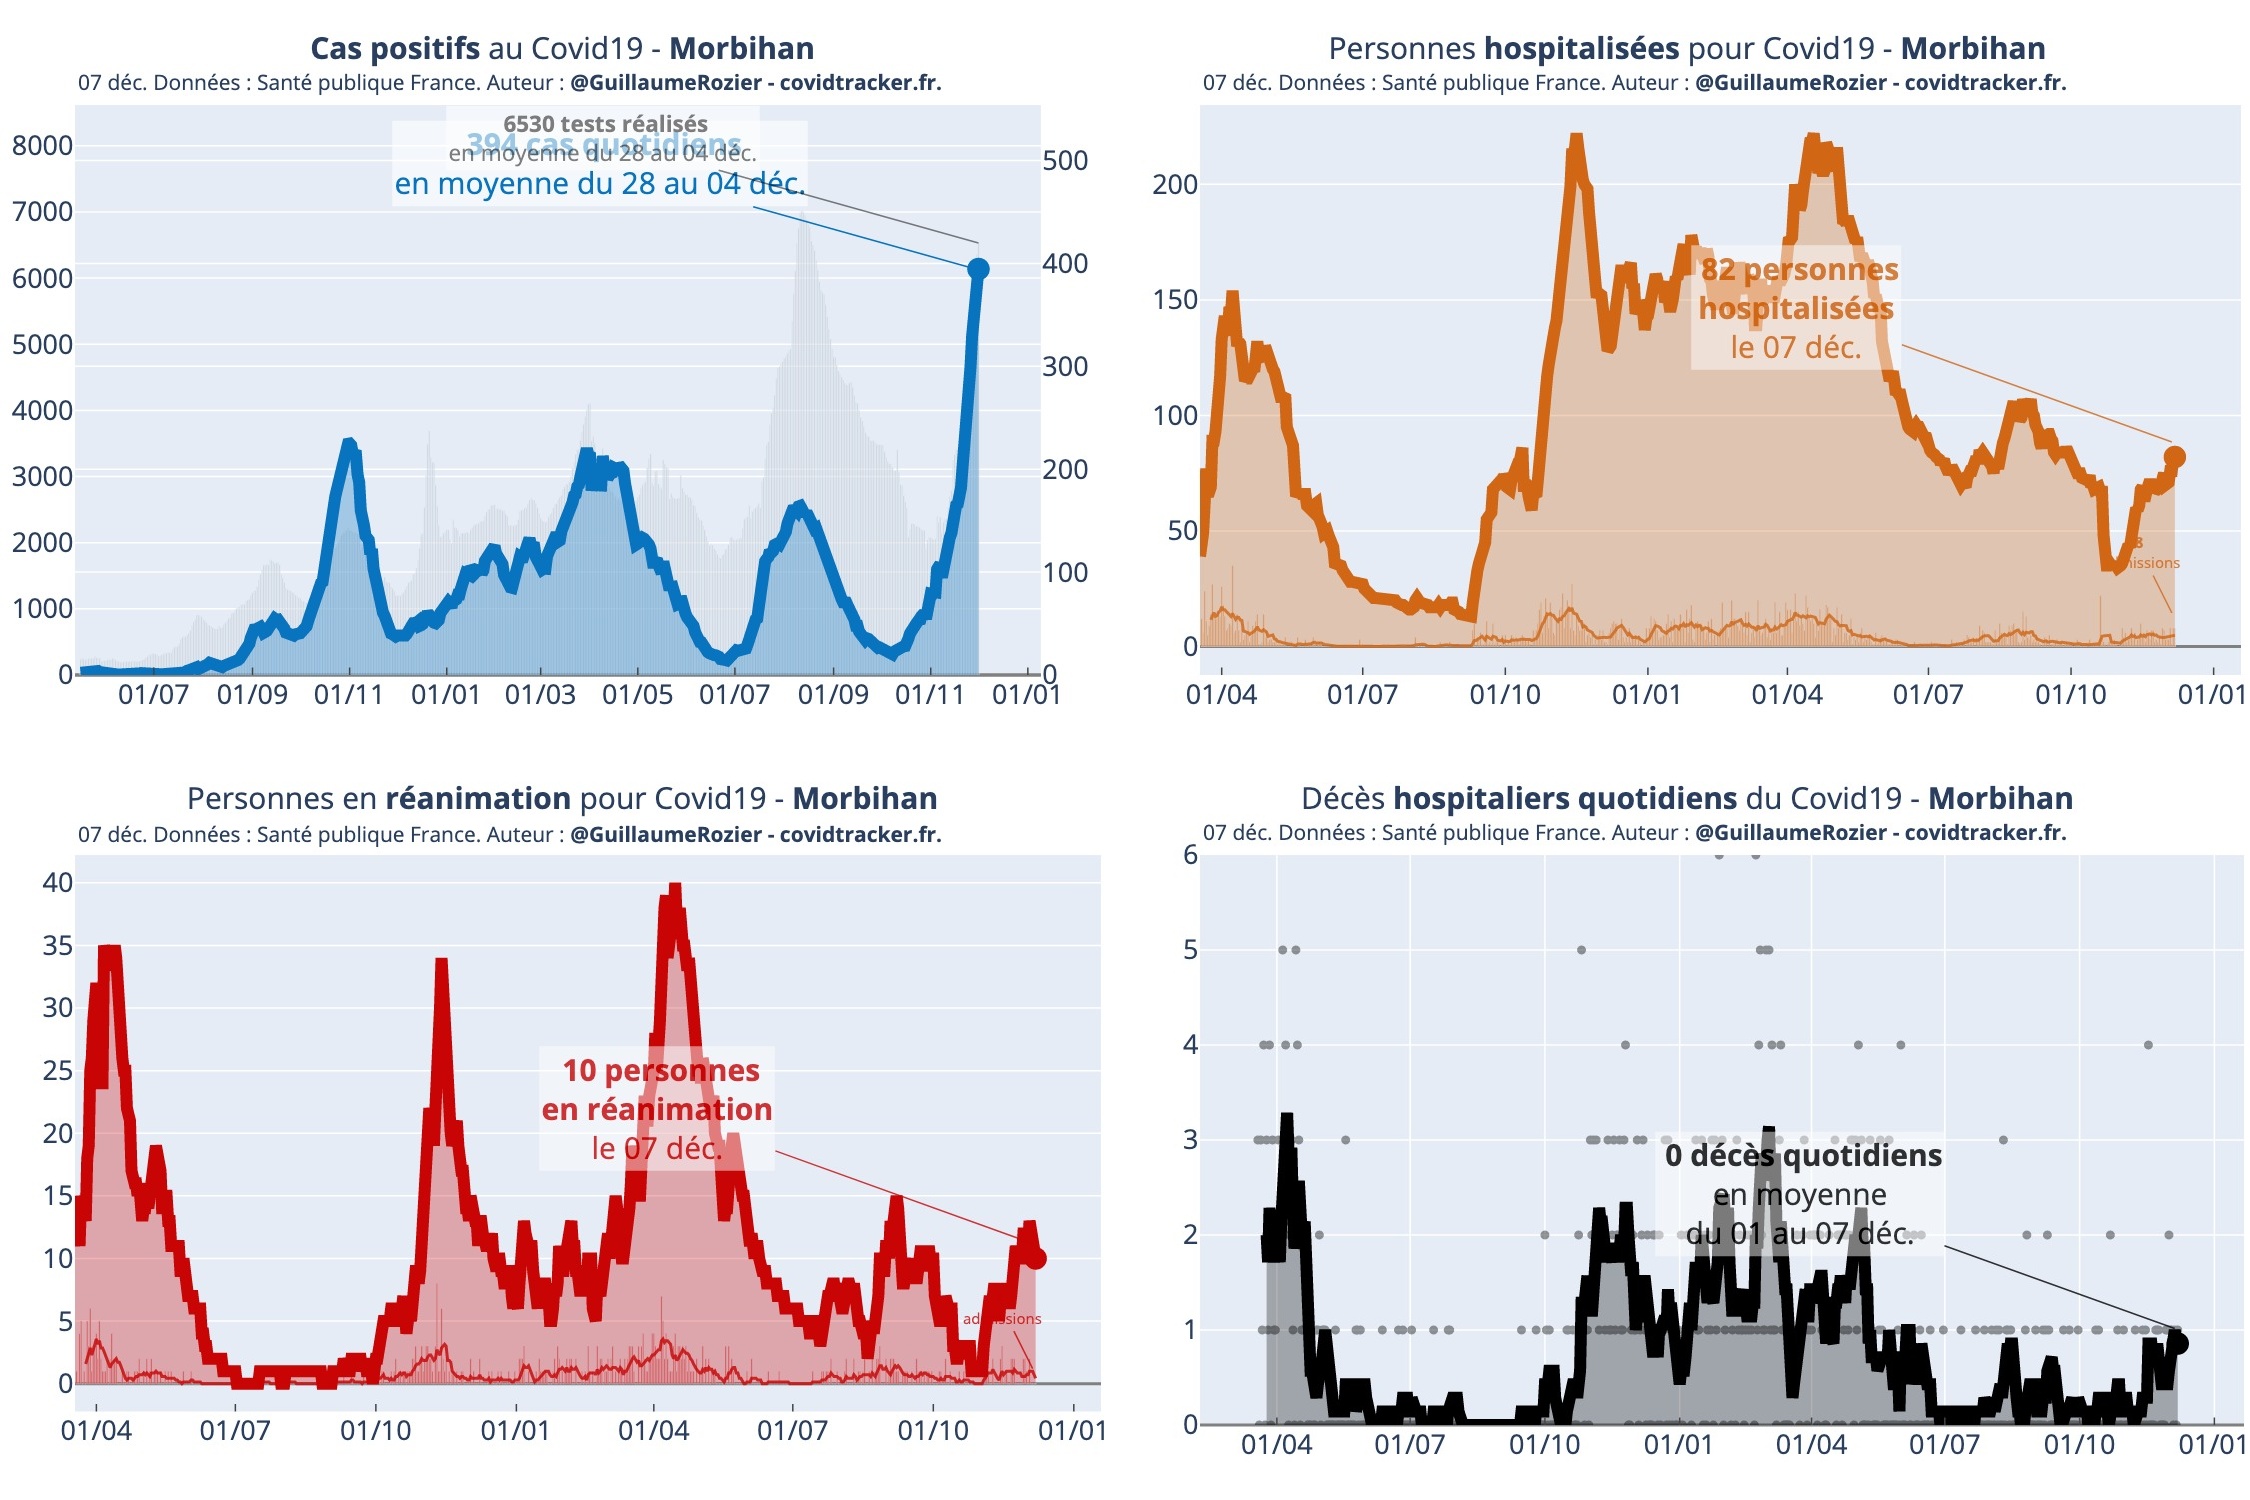 Cas positifs au Covid19 - Morbihan
07 déc. Données : Santé publique France. Auteur : @GuillaumeRozier - covidtracker.fr.
6530 tests réalisés
en moyenne du 28 au 04 déc.
394 cas quotidiens
en moyenne du 28 au 04 déc.
8000
7000
6000
5000
4000
3000
2000
1000
0
500
400
300
200
100
0
01/07 01/09 01/11 01/01 01/03 01/05 01/07 01/09 01/11 01/01
Personnes hospitalisées pour Covid19 - Morbihan
07 déc. Données : Santé publique France. Auteur : @GuillaumeRozier - covidtracker.fr.
200
150
100
50
0
82 personnes
hospitalisées
le 07 déc.
01/04 01/07 01/10 01/01 01/04 01/07 01/10 01/01
Personnes en réanimation pour Covid19 - Morbihan
07 déc. Données : Santé publique France. Auteur : @GuillaumeRozier - covidtracker.fr.
40
35
30
25
20
15
10
5
0
10 personnes
en réanimation
le 07 déc.
admissions
01/04 01/07 01/10 01/01 01/04 01/07 01/10 01/01
Décès hospitaliers quotidiens du Covid19 - Morbihan
07 déc. Données : Santé publique France. Auteur : @GuillaumeRozier - covidtracker.fr.
6
5
4
3
2
1
0
0 décès quotidiens
en moyenne
du 01 au 07 déc.
01/04 01/07 01/10 01/01 01/04 01/07 01/10 01/01